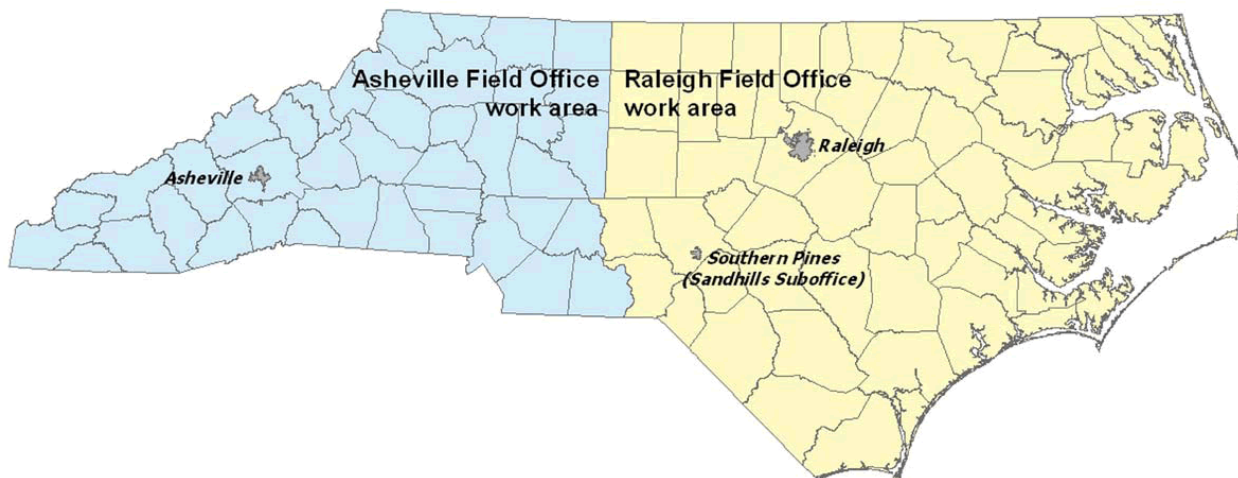 Asheville Field Office
work area
Raleigh Field Office
work area
Raleigh
Asheville
Southern Pines
(Sandhills Suboffice)